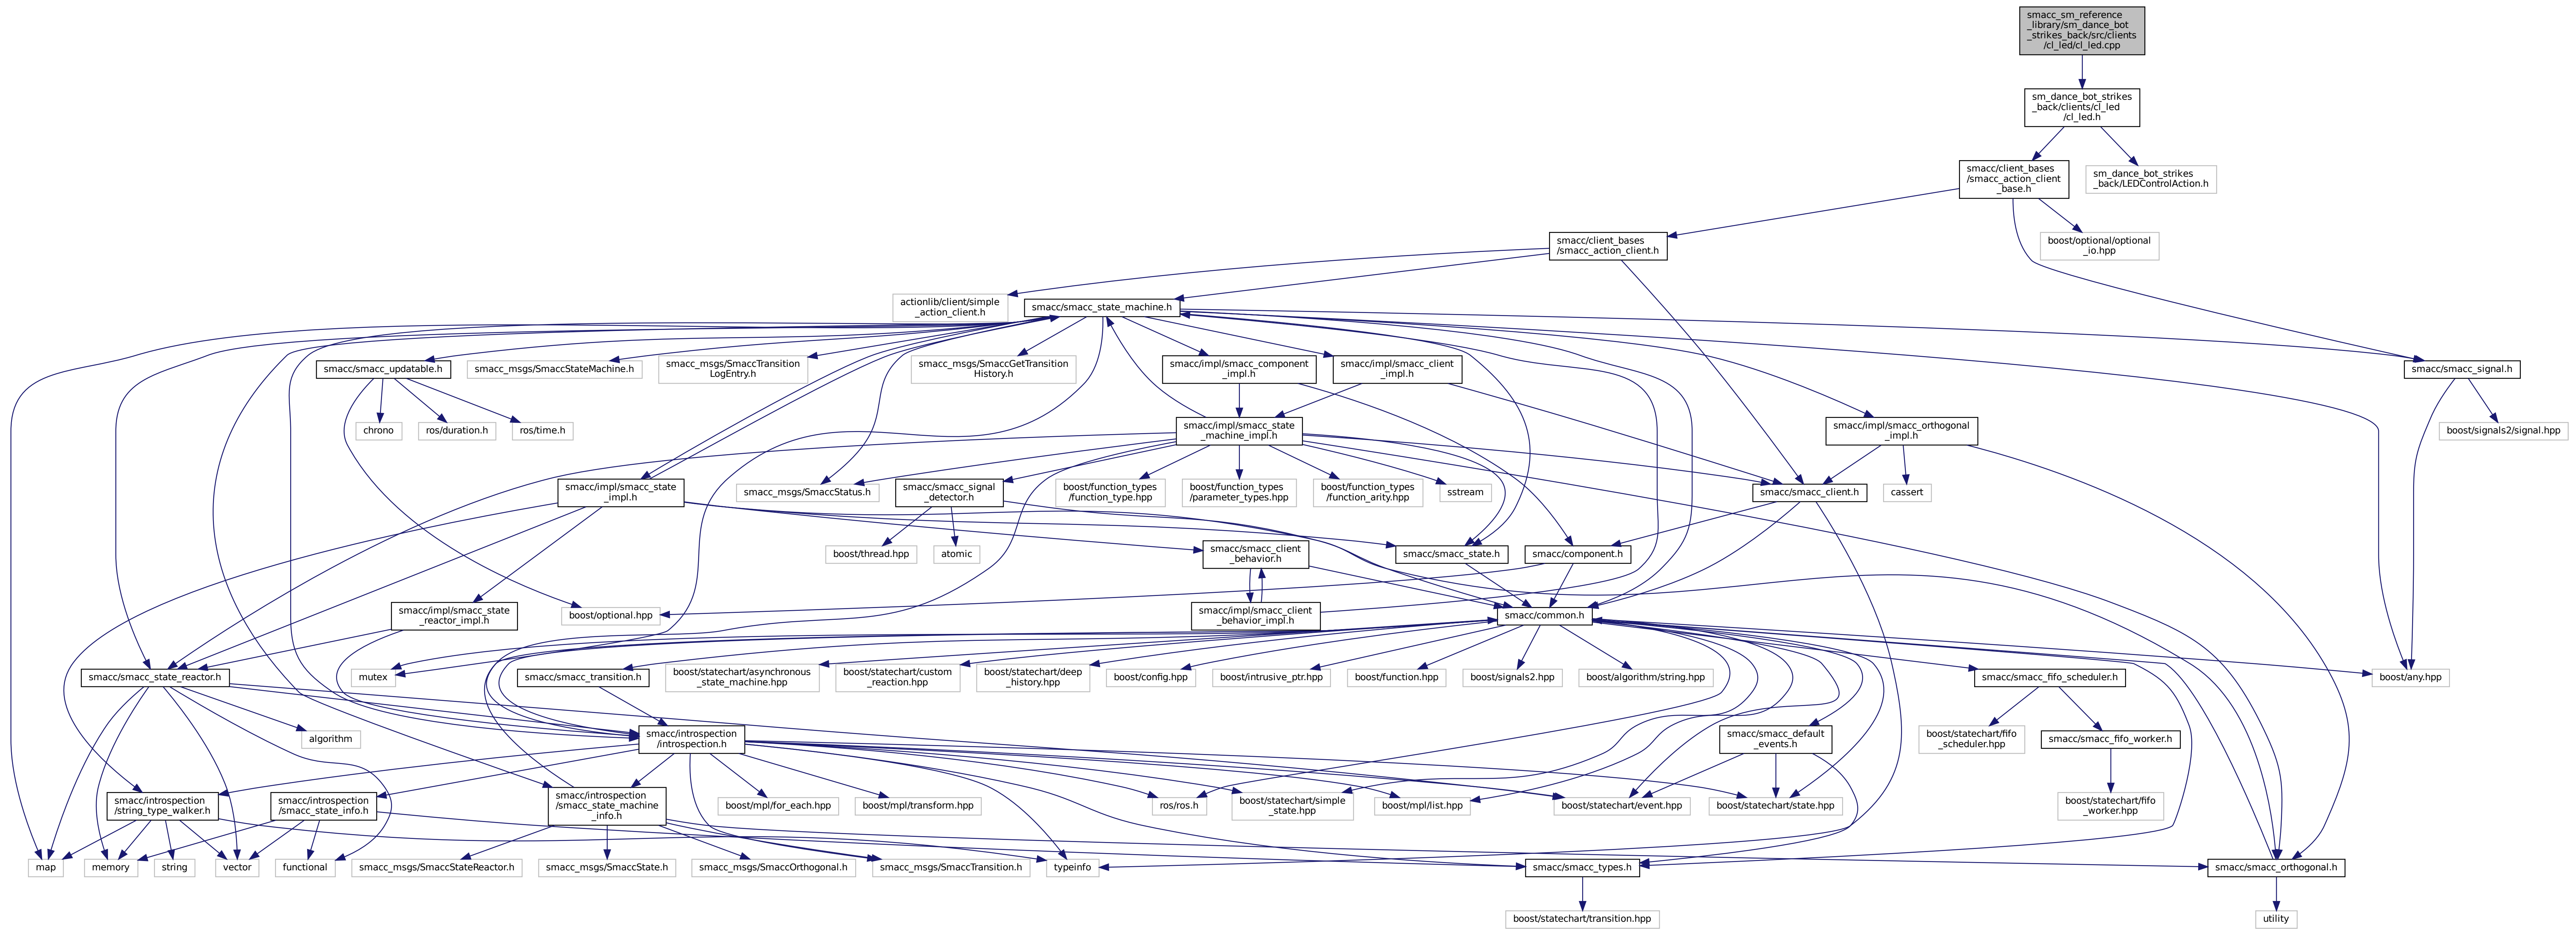 smacc_sm_reference
_library/sm_dance_bot
_strikes_back/src/clients
/cl_led/cl_led.cpp
sm_dance_bot_strikes
_back/clients/cl_led
/cl_led.h
smacc/client_bases
/smacc_action_client
_base.h
sm_dance_bot_strikes
_back/LEDControlAction.h
smacc/client_bases
/smacc_action_client.h
boost/optional/optional
_io.hpp
actionlib/client/simple
_action_client.h
smacc/smacc_state_machine.h
smacc/smacc_updatable.h
smacc_msgs/SmaccStateMachine.h
smacc_msgs/SmaccTransition
LogEntry.h
smacc_msgs/SmaccGetTransition
History.h
smacc/impl/smacc_component
_impl.h
smacc/impl/smacc_client
_impl.h
smacc/smacc_signal.h
chrono
ros/duration.h
ros/time.h
smacc/impl/smacc_state
_machine_impl.h
smacc/impl/smacc_orthogonal
_impl.h
boost/signals2/signal.hpp
smacc/impl/smacc_state
_impl.h
smacc_msgs/SmaccStatus.h
smacc/smacc_signal
_detector.h
boost/function_types
/function_type.hpp
boost/function_types
/parameter_types.hpp
boost/function_types
/function_arity.hpp
sstream
smacc/smacc_client.h
cassert
boost/thread.hpp
atomic
smacc/smacc_client
_behavior.h
smacc/smacc_state.h
smacc/component.h
smacc/impl/smacc_state
_reactor_impl.h
boost/optional.hpp
smacc/impl/smacc_client
_behavior_impl.h
smacc/common.h
smacc/smacc_state_reactor.h
mutex
smacc/smacc_transition.h
boost/statechart/asynchronous
_state_machine.hpp
boost/statechart/custom
_reaction.hpp
boost/statechart/deep
_history.hpp
boost/config.hpp
boost/intrusive_ptr.hpp
boost/function.hpp
boost/signals2.hpp
boost/algorithm/string.hpp
smacc/smacc_fifo_scheduler.h
boost/any.hpp
algorithm
smacc/introspection
/introspection.h
smacc/smacc_default
_events.h
boost/statechart/fifo
_scheduler.hpp
smacc/smacc_fifo_worker.h
smacc/introspection
/string_type_walker.h
smacc/introspection
/smacc_state_info.h
smacc/introspection
/smacc_state_machine
_info.h
boost/mpl/for_each.hpp
boost/mpl/transform.hpp
ros/ros.h
boost/statechart/simple
_state.hpp
boost/mpl/list.hpp
boost/statechart/event.hpp
boost/statechart/state.hpp
boost/statechart/fifo
_worker.hpp
map
memory
string
vector
functional
smacc_msgs/SmaccStateReactor.h
smacc_msgs/SmaccState.h
smacc_msgs/SmaccOrthogonal.h
smacc_msgs/SmaccTransition.h
typeinfo
smacc/smacc_types.h
smacc/smacc_orthogonal.h
boost/statechart/transition.hpp
utility